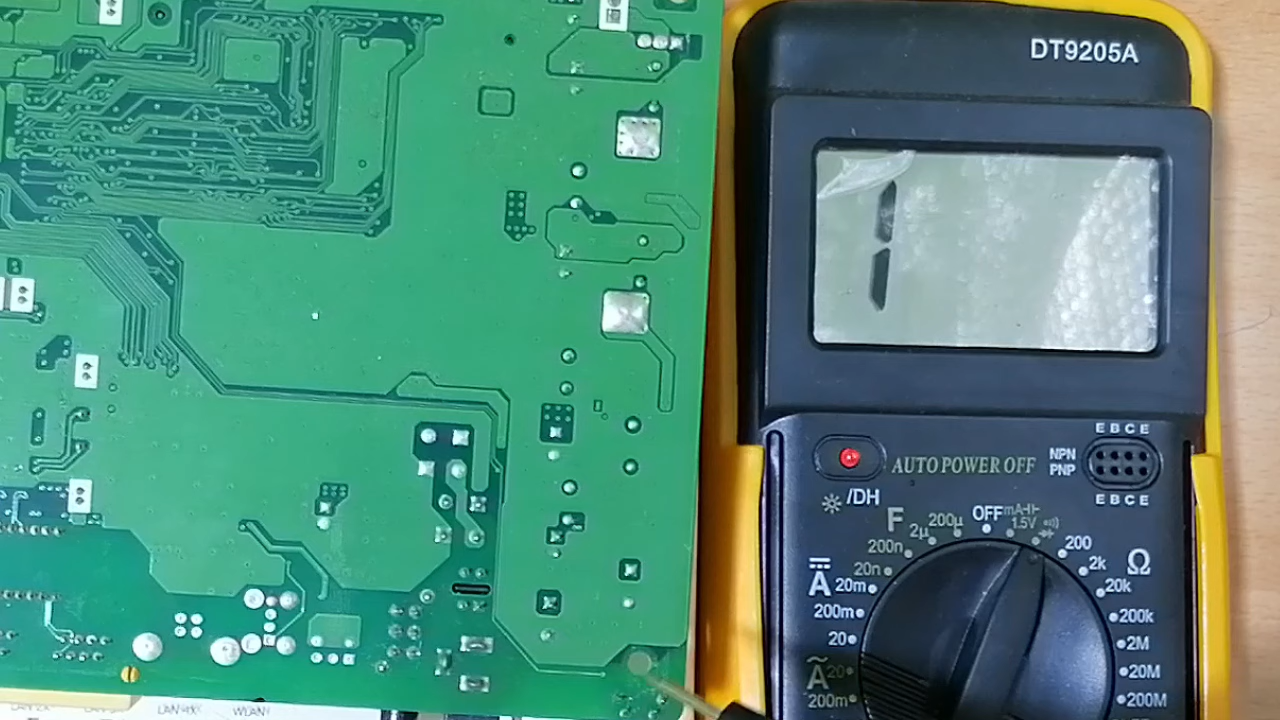 DT9205A
1
E B C E
AUTO POWER OFF
NPN
PNP
E B C E
/DH
F
2µ
200µ
OFF
1.5V
200
Ω
200n
2k
20n
A
20m
20k
200m
200k
20
2M
A
20
20M
200m
200M
WLAN